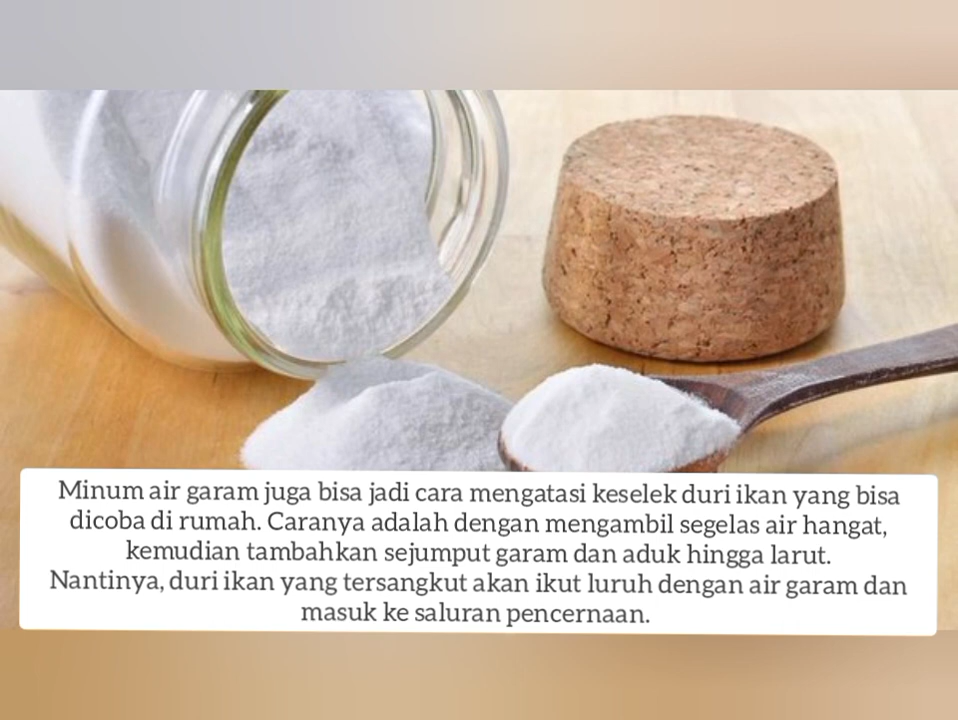 Minum air garam juga bisa jadi cara mengatasi keselek duri ikan yang bisa
dicoba di rumah. Caranya adalah dengan mengambil segelas air hangat,
kemudian tambahkan sejumput garam dan aduk hingga larut.
Nantinya, duri ikan yang tersangkut akan ikut luruh dengan air garam dan
masuk ke saluran pencernaan.